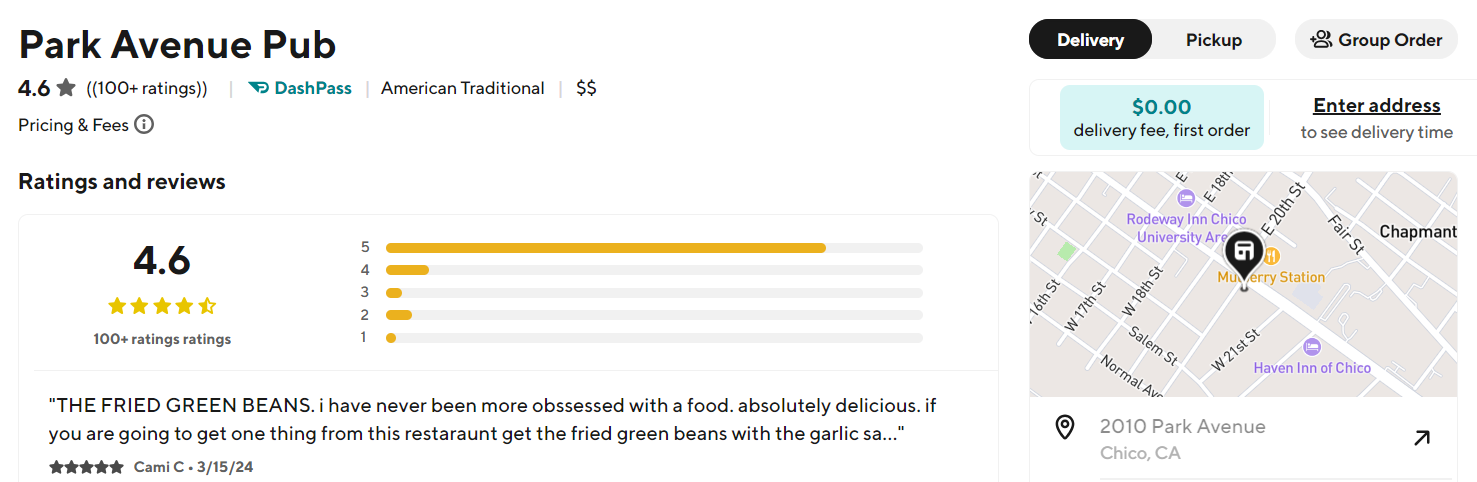 Park Avenue Pub
4.6 ((100+ ratings)) | DashPass | American Traditional | $$
Pricing & Fees
Ratings and reviews
4.6
100+ ratings ratings
5
4
3
2
1
"THE FRIED GREEN BEANS. i have never been more obssessed with a food. absolutely delicious. if
you are going to get one thing from this restaraunt get the fried green beans with the garlic sa..."
Cami C • 3/15/24
Delivery
Pickup
Group Order
$0.00
delivery fee, first order
Enter address
to see delivery time
E 18th
E 20th St
Fair St
Chapmant
Rodeway Inn Chico
University Are
Mulberry Station
W 16th St
W 17th St
W 18th St
Salem St
W 21st St
Normal Av
Haven Inn of Chico
2010 Park Avenue
Chico, CA